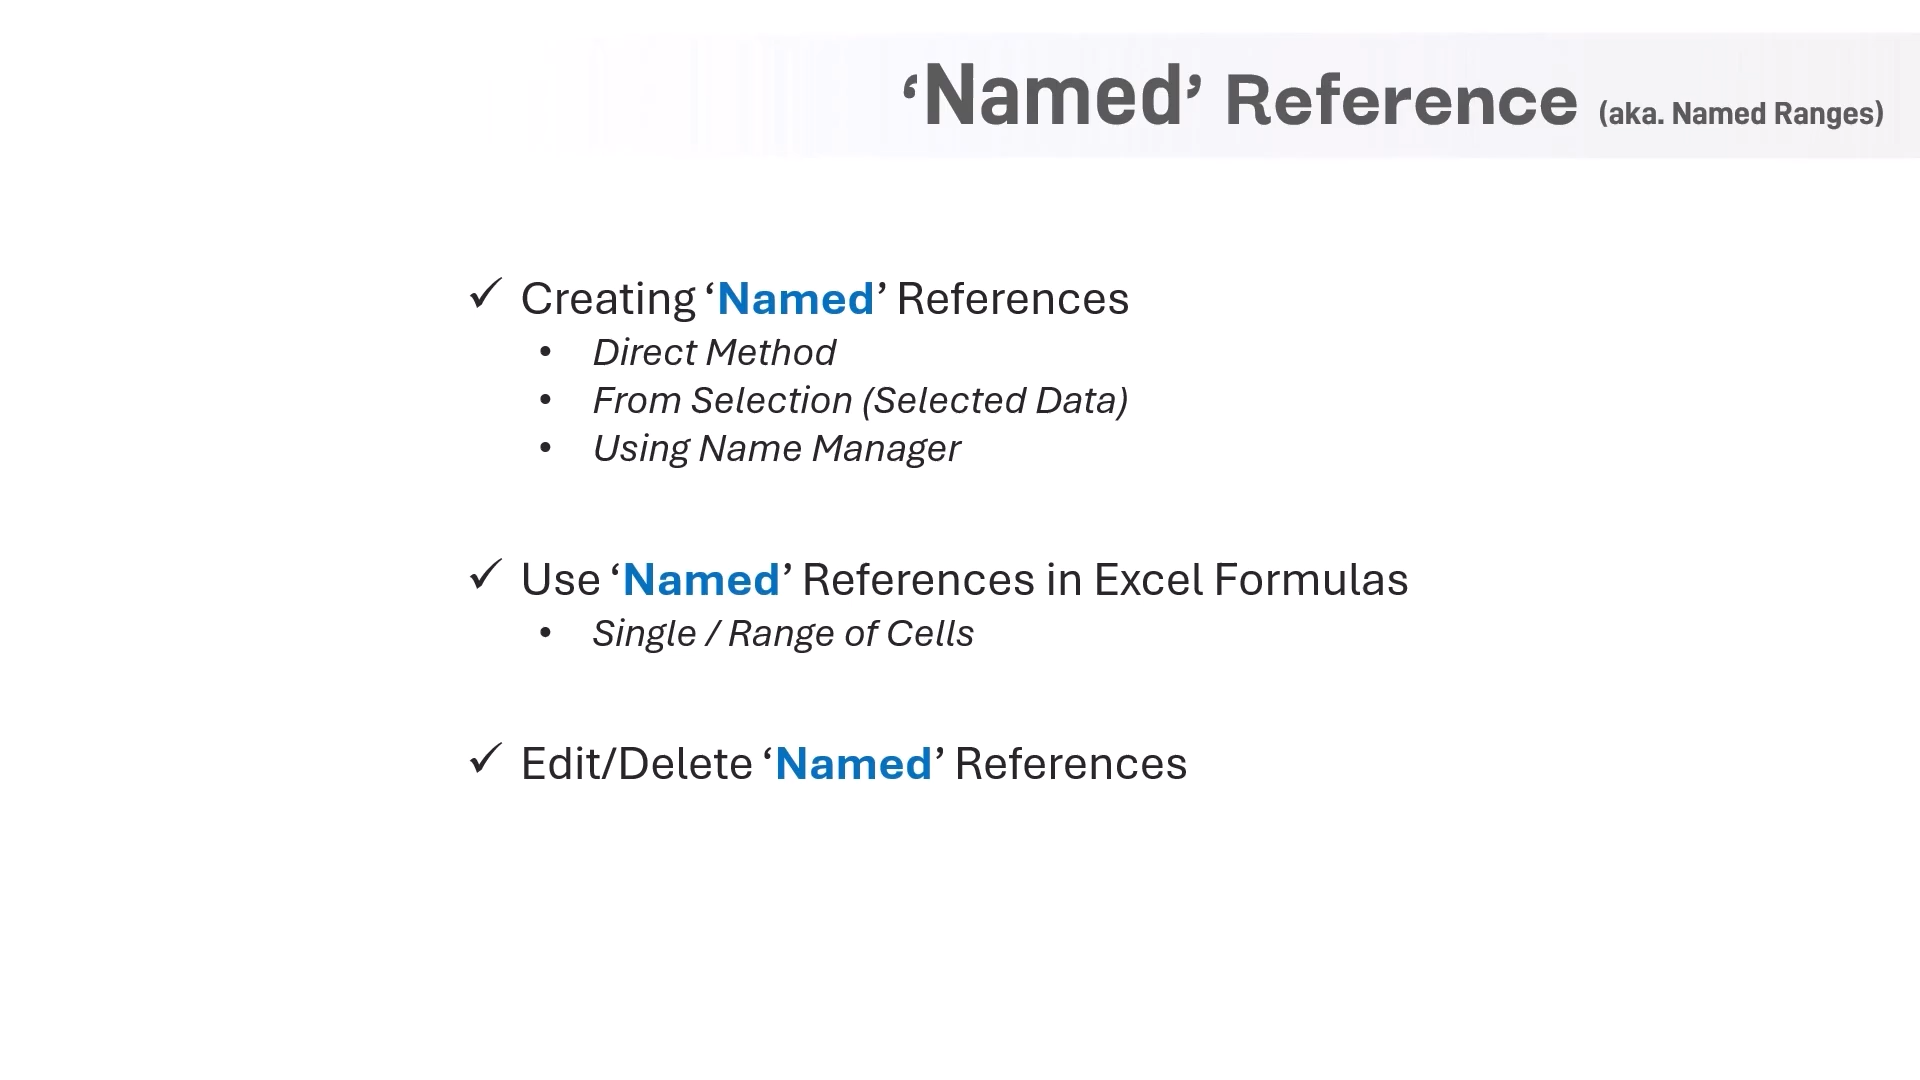 ‘Named’ Reference (aka. Named Ranges)
✓ Creating ‘Named’ References
• Direct Method
• From Selection (Selected Data)
• Using Name Manager
✓ Use ‘Named’ References in Excel Formulas
• Single / Range of Cells
✓ Edit/Delete ‘Named’ References